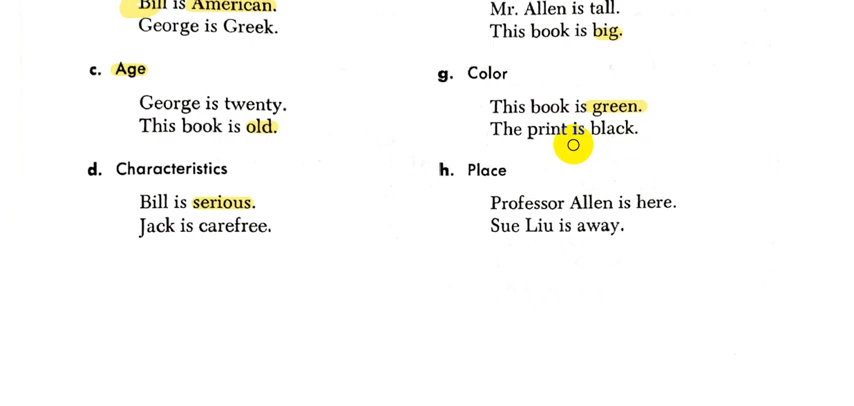 Bill is American.
George is Greek.
c. Age
George is twenty.
This book is old.
d. Characteristics
Bill is serious.
Jack is carefree.
Mr. Allen is tall.
This book is big.
g. Color
This book is green.
The print is black.
h. Place
Professor Allen is here.
Sue Liu is away.